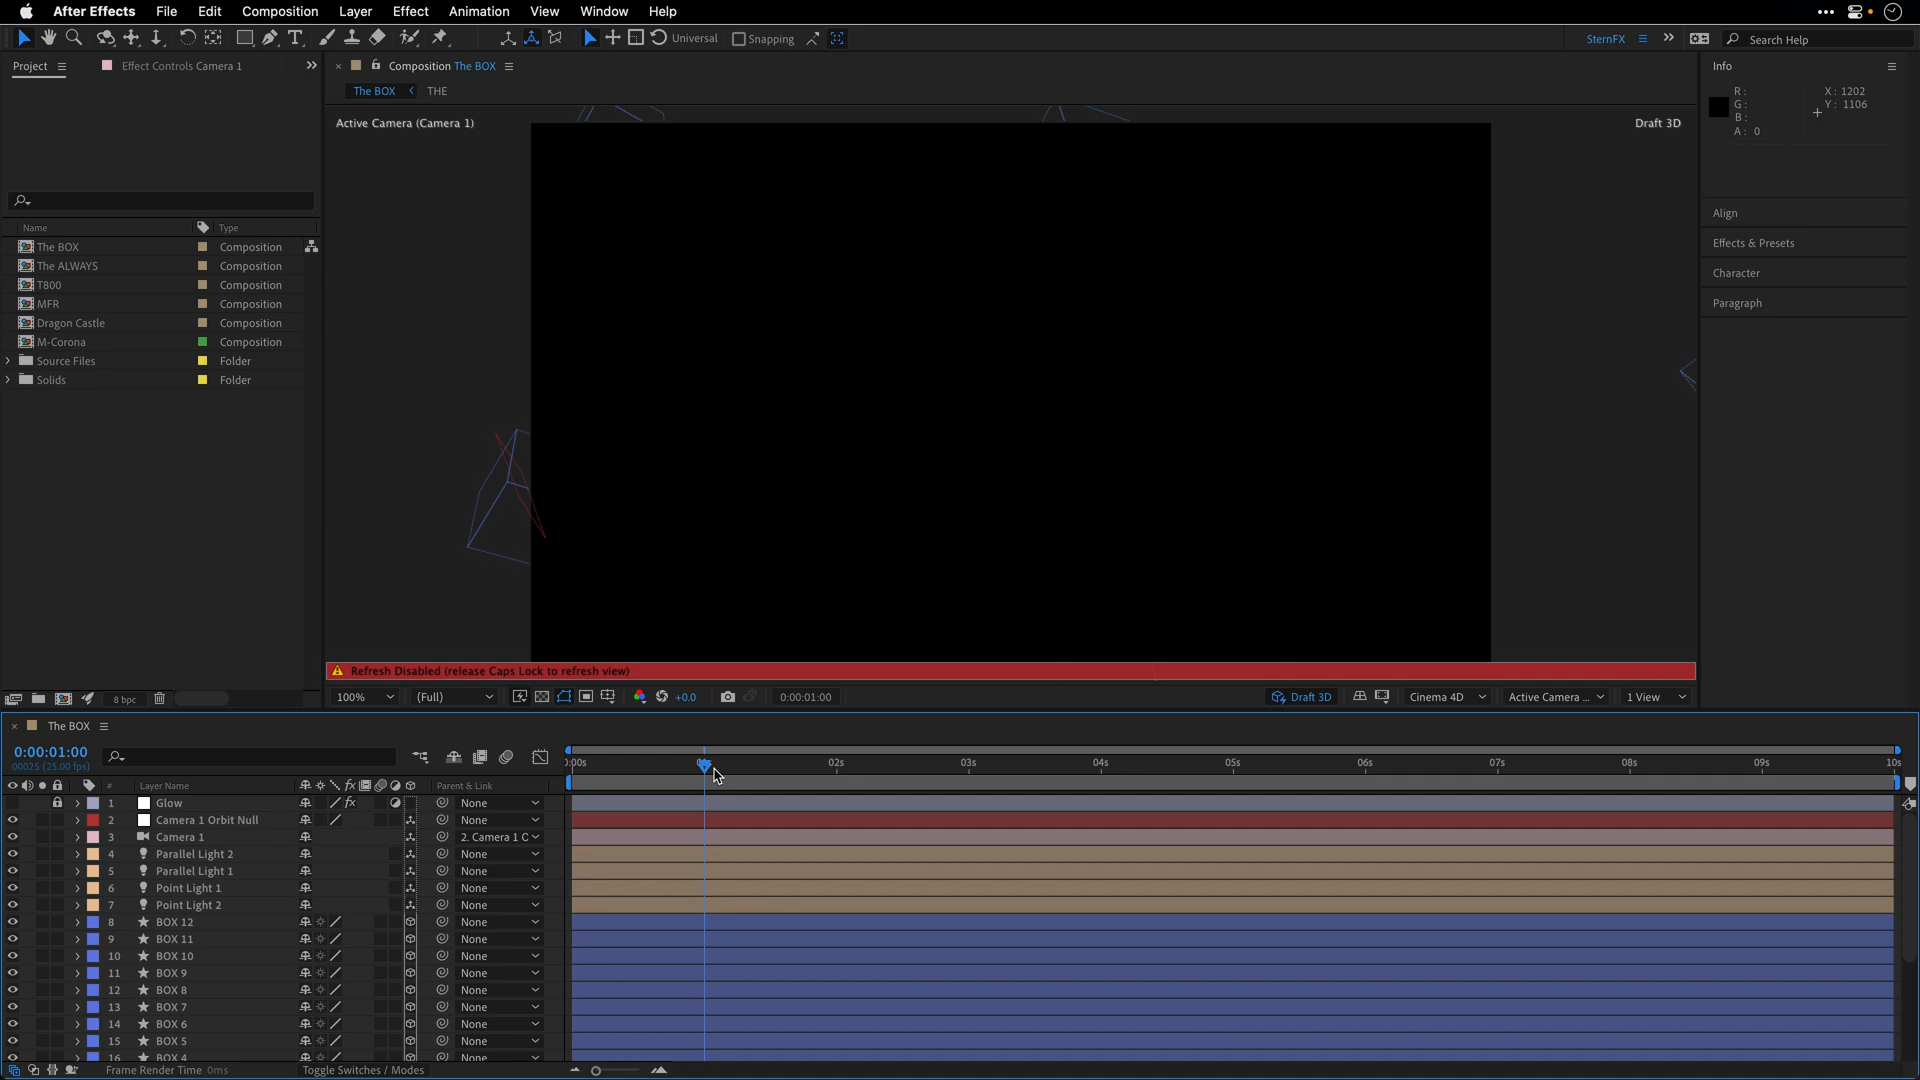 After Effects File Edit Composition Layer Effect Animation View Window Help
Universal Snapping SternFX Search Help
Project Effect Controls Camera 1
Composition The BOX
The BOX THE
Active Camera (Camera 1) Draft 3D
Info
R:
G:
B:
A: 0
X: 1202
Y: 1106
Align
Effects & Presets
Character
Paragraph
Name Type
The BOX Composition
The ALWAYS Composition
T800 Composition
MFR Composition
Dragon Castle Composition
M-Corona Composition
Source Files Folder
Solids Folder
8 bpc
Refresh Disabled (release Caps Lock to refresh view)
100% (Full) +0.0 0:00:01:00 Draft 3D Cinema 4D Active Camera ... 1 View
The BOX
0:00:01:00
00025 (25.00 fps)
02s 03s 04s 05s 06s 07s 08s 09s 10s
# Layer Name Parent & Link
1 Glow None
2 Camera 1 Orbit Null None
3 Camera 1 2. Camera 1 O
4 Parallel Light 2 None
5 Parallel Light 1 None
6 Point Light 1 None
7 Point Light 2 None
8 BOX 12 None
9 BOX 11 None
10 BOX 10 None
11 BOX 9 None
12 BOX 8 None
13 BOX 7 None
14 BOX 6 None
15 BOX 5 None
16 BOX 4 None
Frame Render Time 0ms Toggle Switches / Modes